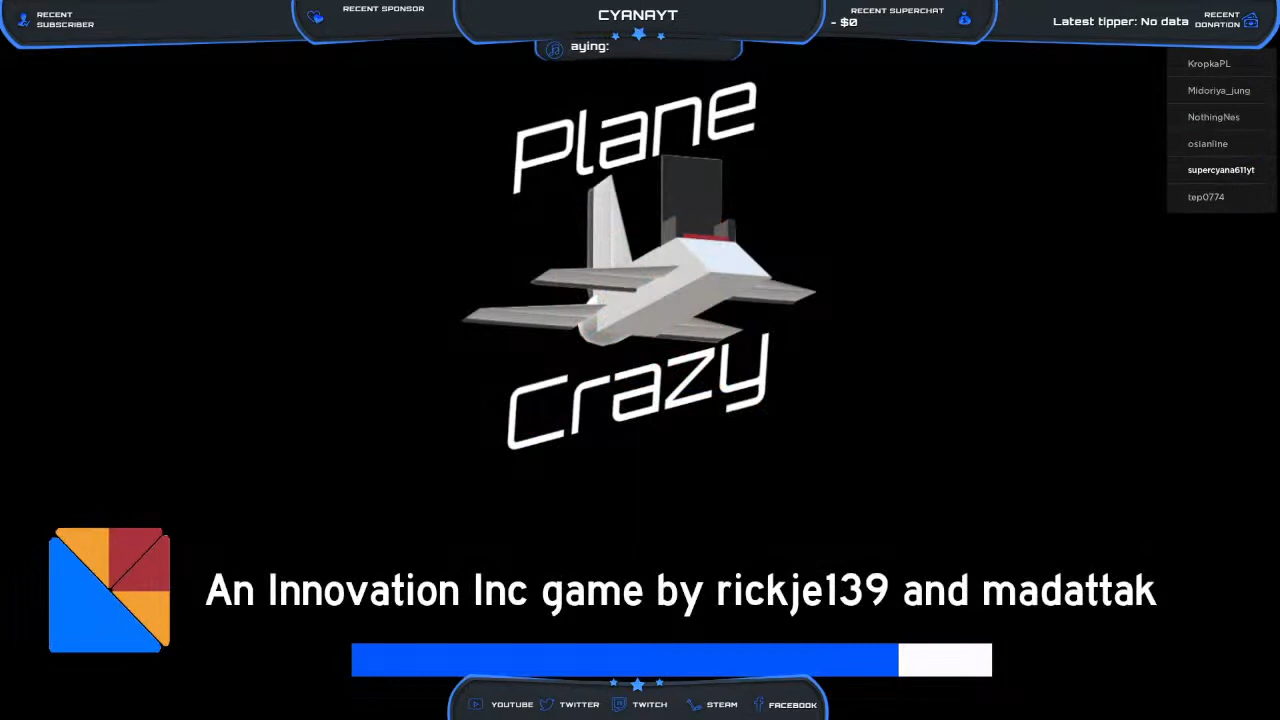 RECENT
SUBSCRIBER
RECENT SPONSOR
CYANAYT
RECENT SUPERCHAT
- $0
Latest tipper: No data
RECENT
DONATION
aying:
KropkaPL
Midoriya_jung
NothingNes
osianline
supercyana611yt
tep0774
Plane
Crazy
An Innovation Inc game by rickje139 and madattak
YOUTUBE
TWITTER
TWITCH
STEAM
FACEBOOK